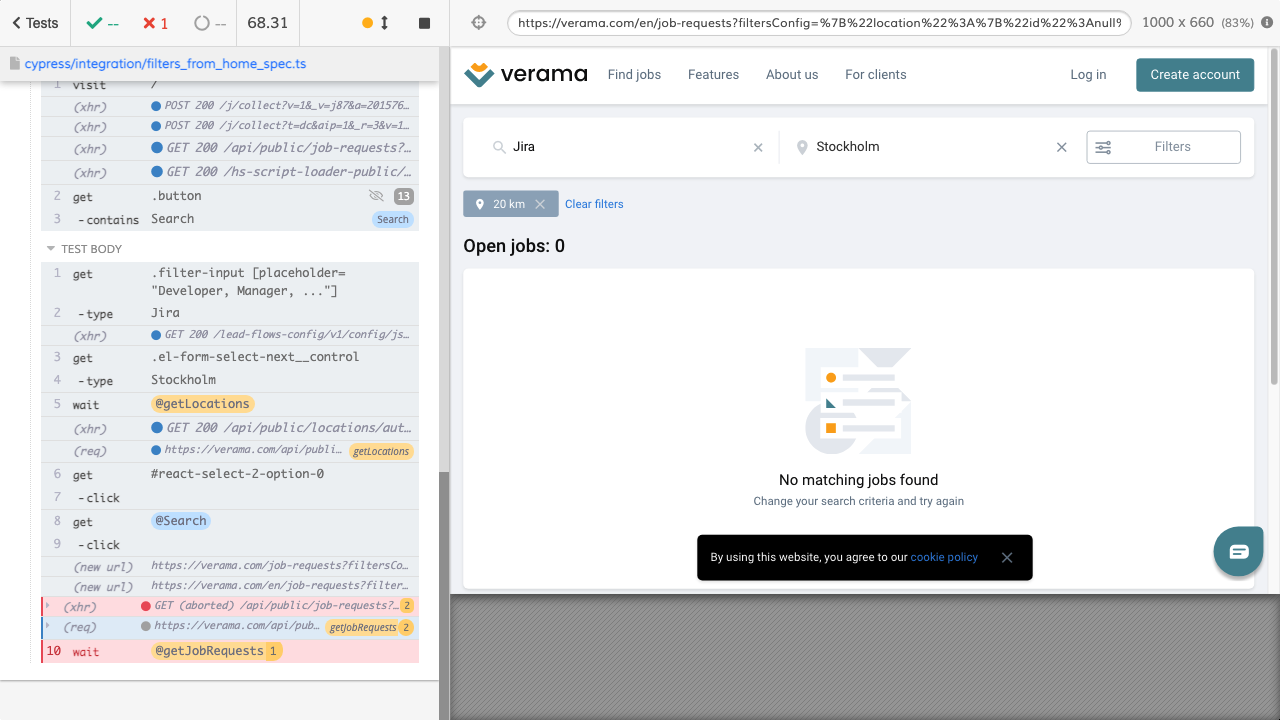 Tests
--
1
--
68.31
https://verama.com/en/job-requests?filtersConfig=%7B%22location%22%3A%7B%22id%22%3Anull%
1000 x 660 (83%)
cypress/integration/filters_from_home_spec.ts
1 visit /
(xhr) POST 200 /j/collect?v=1&_v=j87&a=201576…
(xhr) POST 200 /j/collect?t=dc&aip=1&_r=3&v=1…
(xhr) GET 200 /api/public/job-requests?…
(xhr) GET 200 /hs-script-loader-public/…
2 get .button 13
3 -contains Search Search
TEST BODY
1 get .filter-input [placeholder=
"Developer, Manager, ..."]
2 -type Jira
(xhr) GET 200 /lead-flows-config/v1/config/js…
3 get .el-form-select-next__control
4 -type Stockholm
5 wait @getLocations
(xhr) GET 200 /api/public/locations/aut…
(req) https://verama.com/api/publi… getLocations
6 get #react-select-2-option-0
7 -click
8 get @Search
9 -click
(new url) https://verama.com/job-requests?filtersCo…
(new url) https://verama.com/en/job-requests?filter…
(xhr) GET (aborted) /api/public/job-requests?… 2
(req) https://verama.com/api/pub… getJobRequests 2
10 wait @getJobRequests 1
verama
Find jobs
Features
About us
For clients
Log in
Create account
Jira
Stockholm
Filters
20 km
Clear filters
Open jobs: 0
No matching jobs found
Change your search criteria and try again
By using this website, you agree to our cookie policy